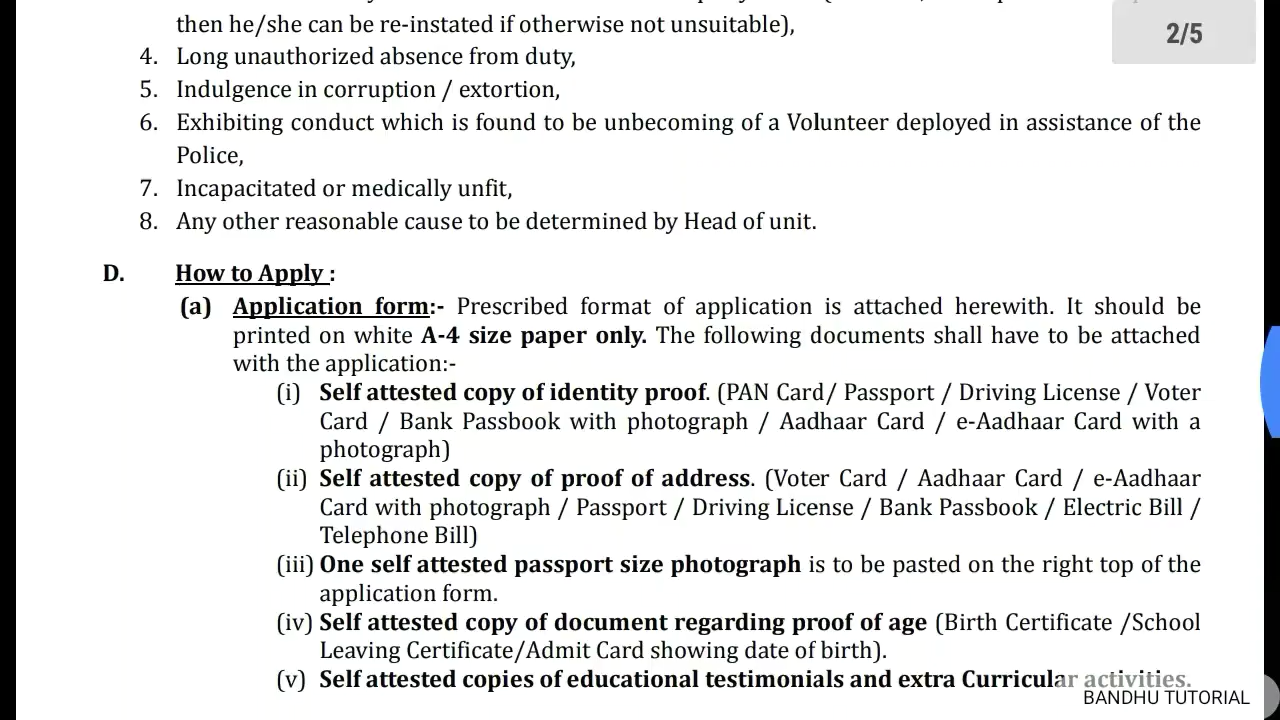 then he/she can be re-instated if otherwise not unsuitable),
2/5
4. Long unauthorized absence from duty,
5. Indulgence in corruption / extortion,
6. Exhibiting conduct which is found to be unbecoming of a Volunteer deployed in assistance of the
Police,
7. Incapacitated or medically unfit,
8. Any other reasonable cause to be determined by Head of unit.
D. How to Apply :
(a) Application form:- Prescribed format of application is attached herewith. It should be
printed on white A-4 size paper only. The following documents shall have to be attached
with the application:-
(i) Self attested copy of identity proof. (PAN Card/ Passport / Driving License / Voter
Card / Bank Passbook with photograph / Aadhaar Card / e-Aadhaar Card with a
photograph)
(ii) Self attested copy of proof of address. (Voter Card / Aadhaar Card / e-Aadhaar
Card with photograph / Passport / Driving License / Bank Passbook / Electric Bill /
Telephone Bill)
(iii) One self attested passport size photograph is to be pasted on the right top of the
application form.
(iv) Self attested copy of document regarding proof of age (Birth Certificate /School
Leaving Certificate/Admit Card showing date of birth).
(v) Self attested copies of educational testimonials and extra Curricular activities.
BANDHU TUTORIAL